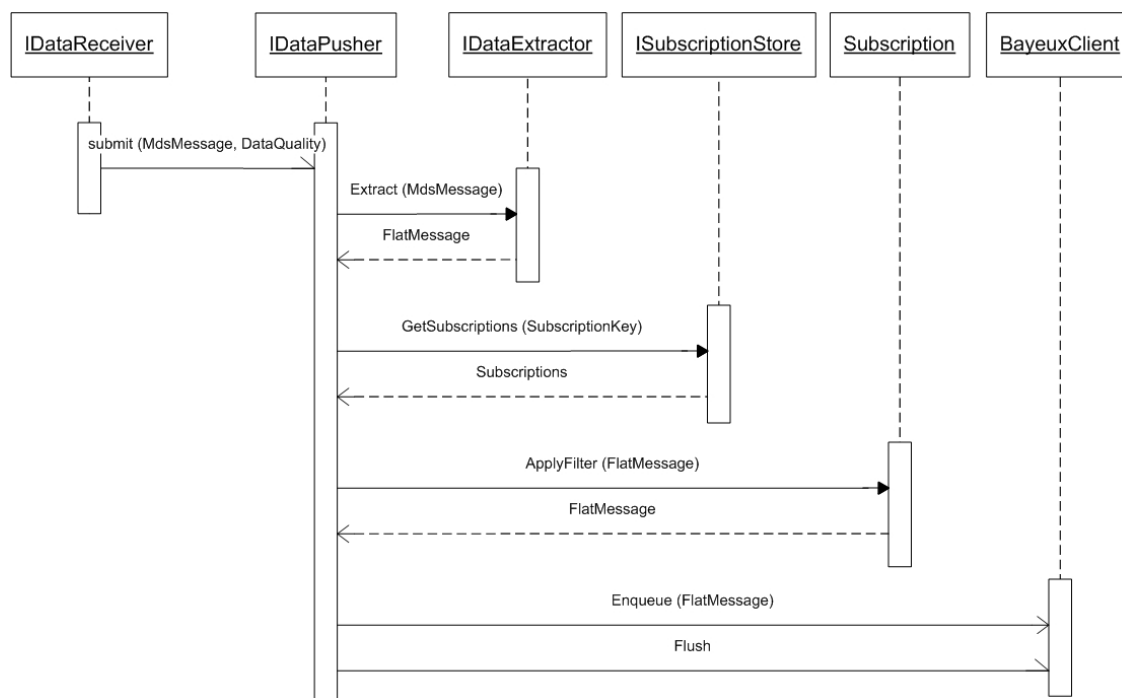 IDataReceiver
IDataPusher
IDataExtractor
ISubscriptionStore
Subscription
BayeuxClient
submit (MdsMessage, DataQuality)
Extract (MdsMessage)
FlatMessage
GetSubscriptions (SubscriptionKey)
Subscriptions
ApplyFilter (FlatMessage)
FlatMessage
Enqueue (FlatMessage)
Flush